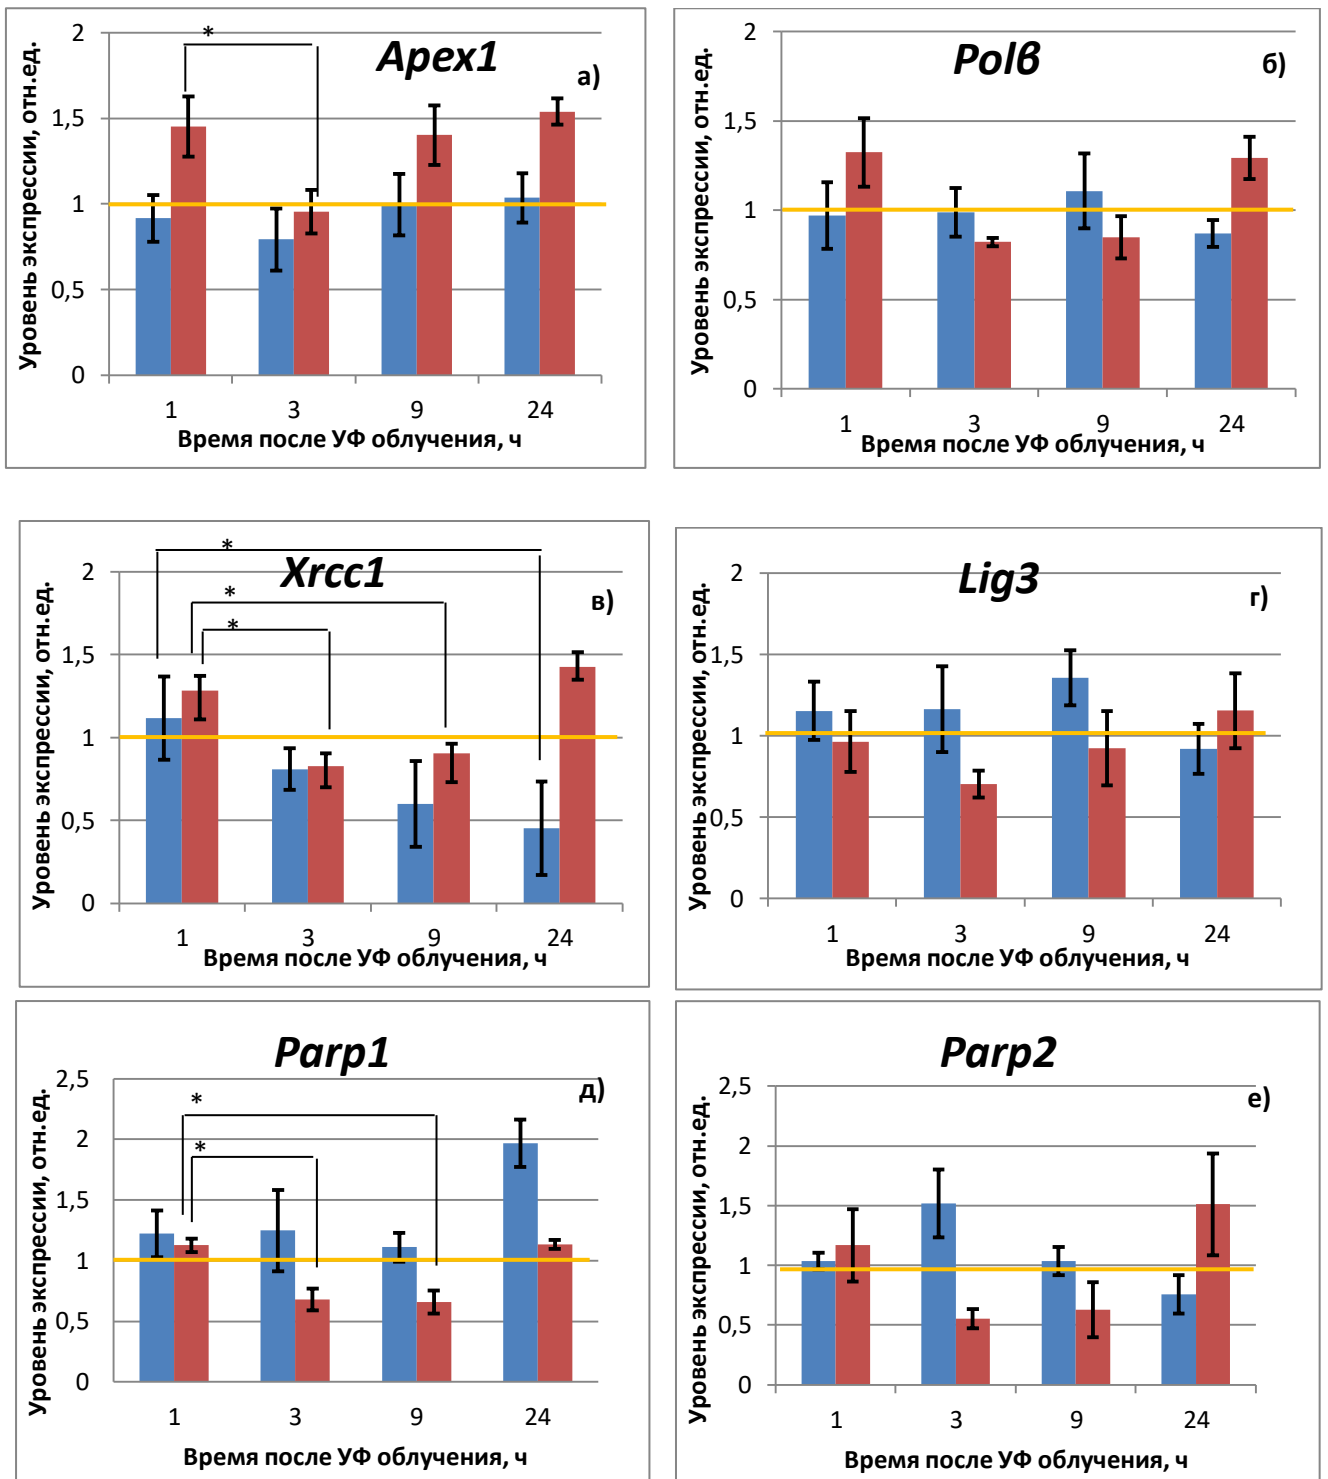 Apex1
а)
Уровень экспрессии, отн.ед.
2
1,5
1
0,5
0
*
1 3 9 24
Время после УФ облучения, ч
Polβ
б)
Уровень экспрессии, отн.ед.
2
1,5
1
0,5
0
1 3 9 24
Время после УФ облучения, ч
Xrcc1
в)
Уровень экспрессии, отн.ед.
2
1,5
1
0,5
0
*
*
*
1 3 9 24
Время после УФ облучения, ч
Lig3
г)
Уровень экспрессии, отн.ед.
2
1,5
1
0,5
0
1 3 9 24
Время после УФ облучения, ч
Parp1
д)
Уровень экспрессии, отн.ед.
2,5
2
1,5
1
0,5
0
*
*
1 3 9 24
Время после УФ облучения, ч
Parp2
е)
Уровень экспрессии, отн.ед.
2,5
2
1,5
1
0,5
0
1 3 9 24
Время после УФ облучения, ч